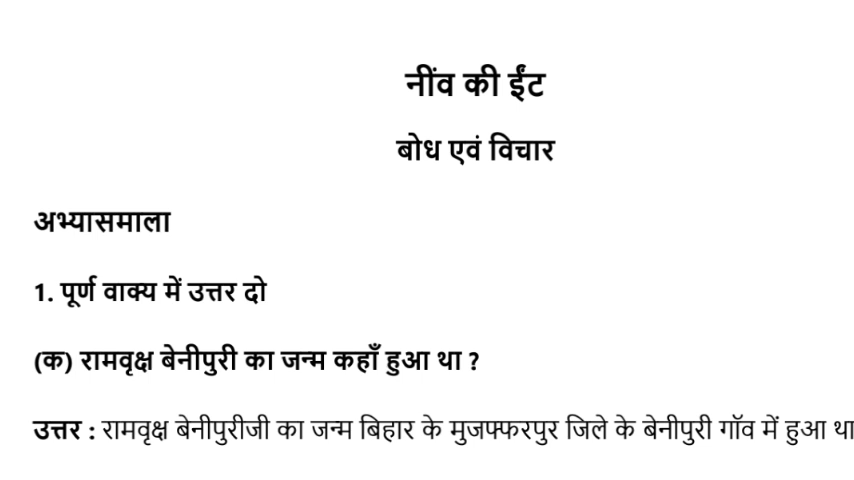 नींव की ईंट
बोध एवं विचार
अभ्यासमाला
1. पूर्ण वाक्य में उत्तर दो
(क) रामवृक्ष बेनीपुरी का जन्म कहाँ हुआ था ?
उत्तर : रामवृक्ष बेनीपुरीजी का जन्म बिहार के मुजफ्फरपुर जिले के बेनीपुरी गॉव में हुआ था